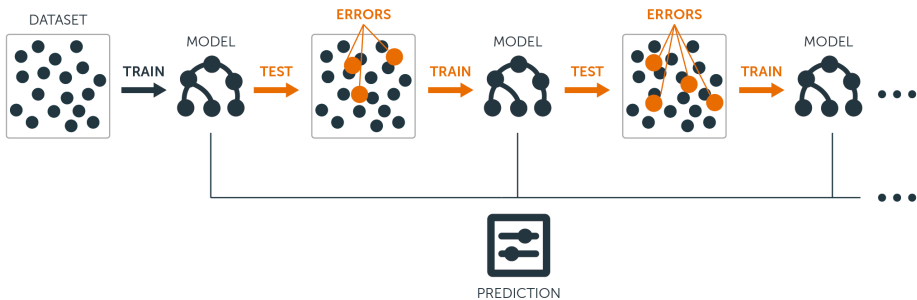 DATASET
ERRORS
ERRORS
MODEL
MODEL
MODEL
TRAIN
TEST
TRAIN
TEST
TRAIN
PREDICTION